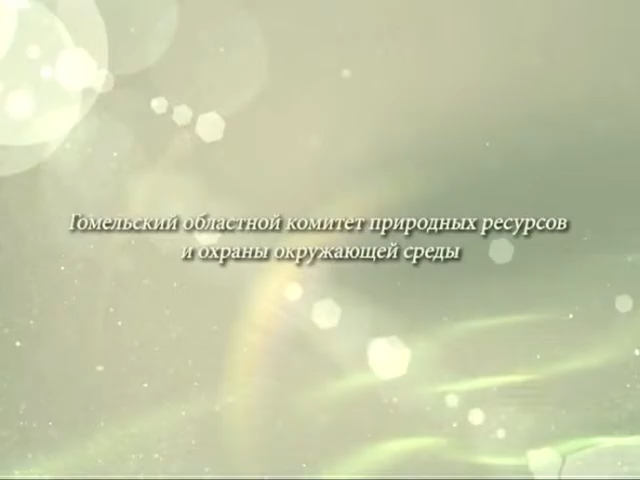 Гомельский областной комитет природных ресурсов
и охраны окружающей среды